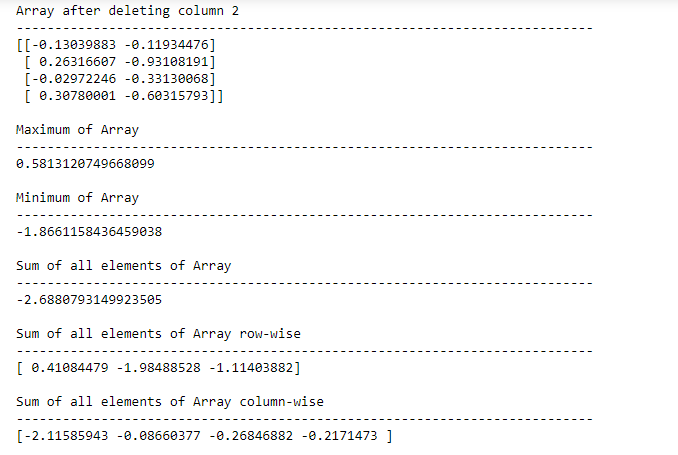 Array after deleting column 2
---------------------------------------------------------------------------
[[-0.13039883 -0.11934476]
 [ 0.26316607 -0.93108191]
 [-0.02972246 -0.33130068]
 [ 0.30780001 -0.60315793]]
Maximum of Array
---------------------------------------------------------------------------
0.5813120749668099
Minimum of Array
---------------------------------------------------------------------------
-1.8661158436459038
Sum of all elements of Array
---------------------------------------------------------------------------
-2.6880793149923505
Sum of all elements of Array row-wise
---------------------------------------------------------------------------
[ 0.41084479 -1.98488528 -1.11403882]
Sum of all elements of Array column-wise
---------------------------------------------------------------------------
[-2.11585943 -0.08660377 -0.26846882 -0.2171473 ]